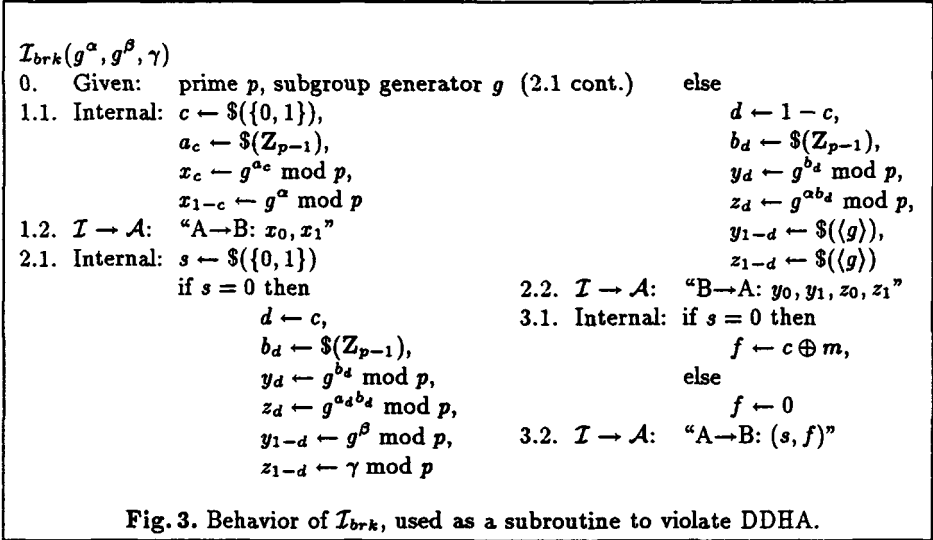 𝓘_brk(g^α, g^β, γ)
0. Given: prime p, subgroup generator g
1.1. Internal: c ← $({0, 1}),
a_c ← $(Z_{p−1}),
x_c ← g^{a_c} mod p,
x_{1−c} ← g^α mod p
1.2. 𝓘 → 𝓐: “A→B: x_0, x_1”
2.1. Internal: s ← $({0, 1})
if s = 0 then
d ← c,
b_d ← $(Z_{p−1}),
y_d ← g^{b_d} mod p,
z_d ← g^{a_d b_d} mod p,
y_{1−d} ← g^β mod p,
z_{1−d} ← γ mod p
(2.1 cont.) else
d ← 1 − c,
b_d ← $(Z_{p−1}),
y_d ← g^{b_d} mod p,
z_d ← g^{αb_d} mod p,
y_{1−d} ← $(⟨g⟩),
z_{1−d} ← $(⟨g⟩)
2.2. 𝓘 → 𝓐: “B→A: y_0, y_1, z_0, z_1”
3.1. Internal: if s = 0 then
f ← c ⊕ m,
else
f ← 0
3.2. 𝓘 → 𝓐: “A→B: (s, f)”
Fig. 3. Behavior of 𝓘_brk, used as a subroutine to violate DDHA.